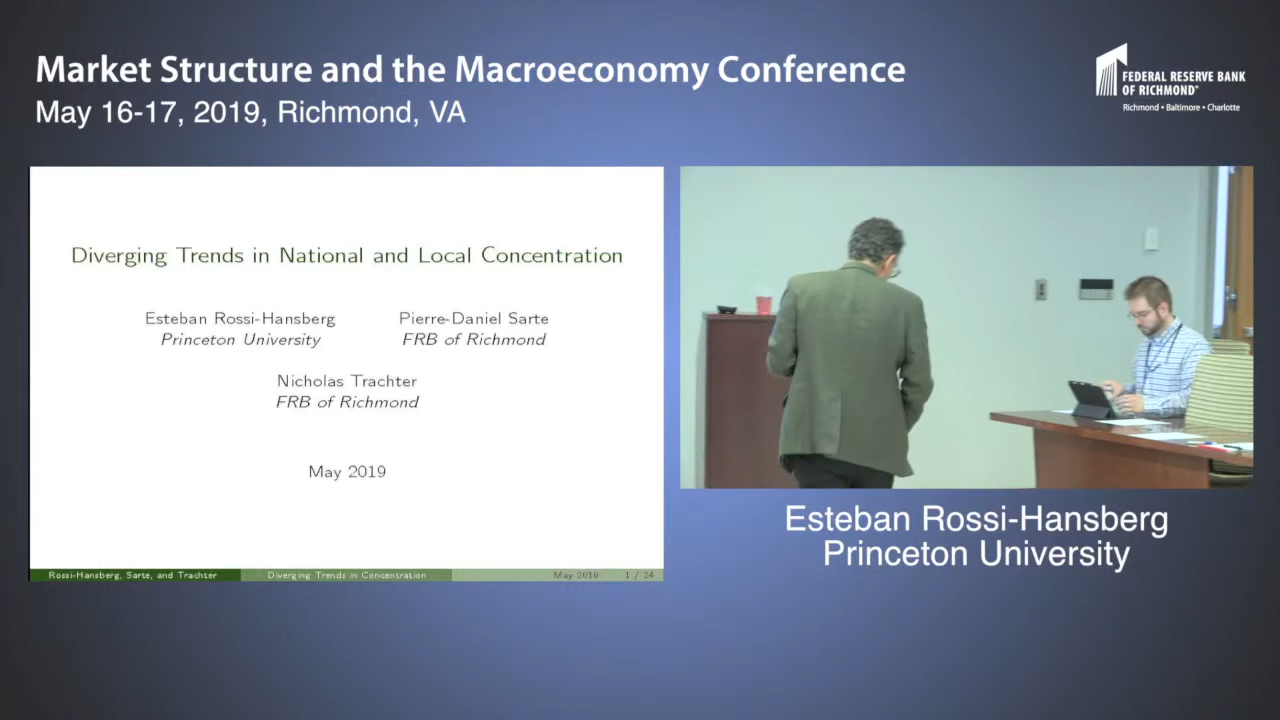 Market Structure and the Macroeconomy Conference
May 16-17, 2019, Richmond, VA
FEDERAL RESERVE BANK
OF RICHMOND
Richmond • Baltimore • Charlotte
Diverging Trends in National and Local Concentration
Esteban Rossi-Hansberg
Princeton University
Pierre-Daniel Sarte
FRB of Richmond
Nicholas Trachter
FRB of Richmond
May 2019
Rossi-Hansberg, Sarte, and Trachter
Diverging Trends in Concentration
May 2019
1 / 24
Esteban Rossi-Hansberg
Princeton University